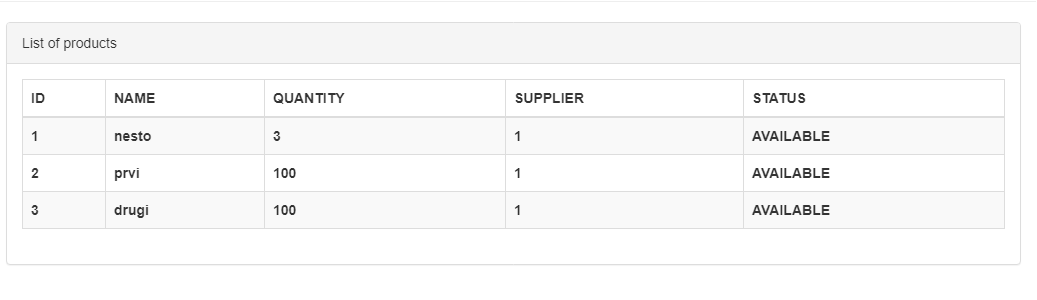 List of products
ID NAME QUANTITY SUPPLIER STATUS
1 nesto 3 1 AVAILABLE
2 prvi 100 1 AVAILABLE
3 drugi 100 1 AVAILABLE